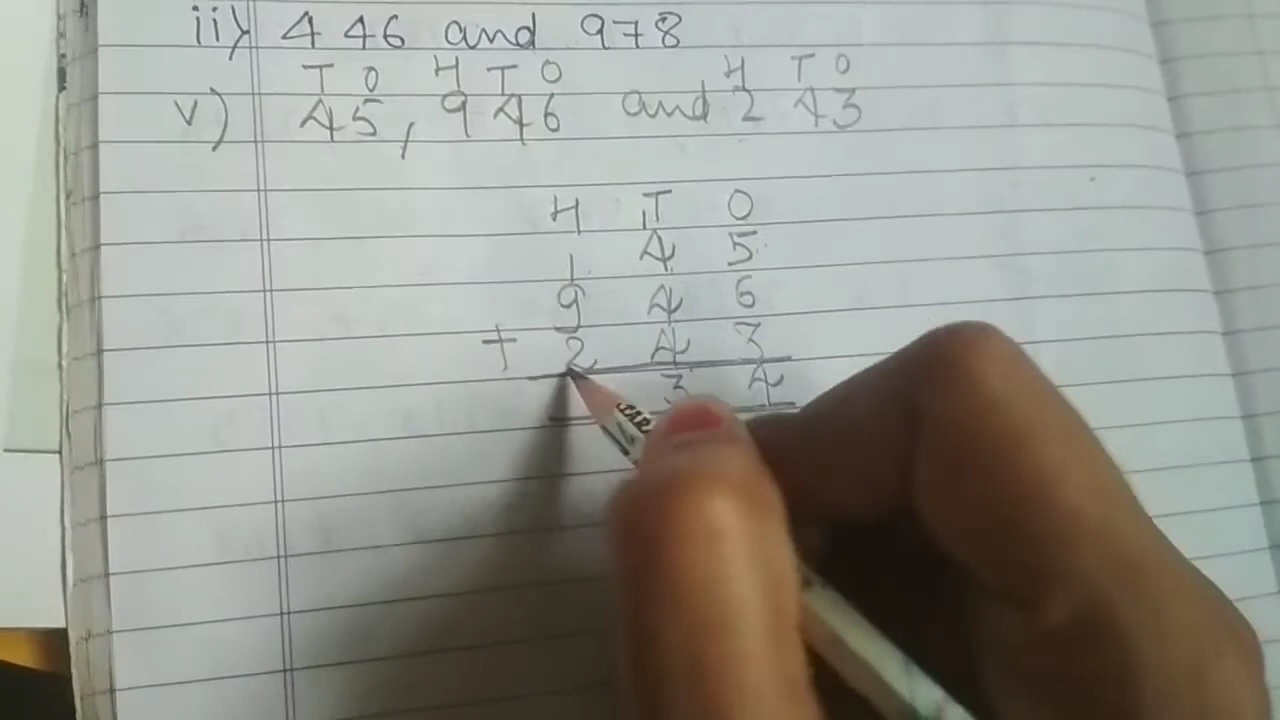 ii) 446 and 978
T O H T O H T O
v) 45, 946 and 243
H T O
1
4 5
1
9 4 6
+ 2 4 3
3 4